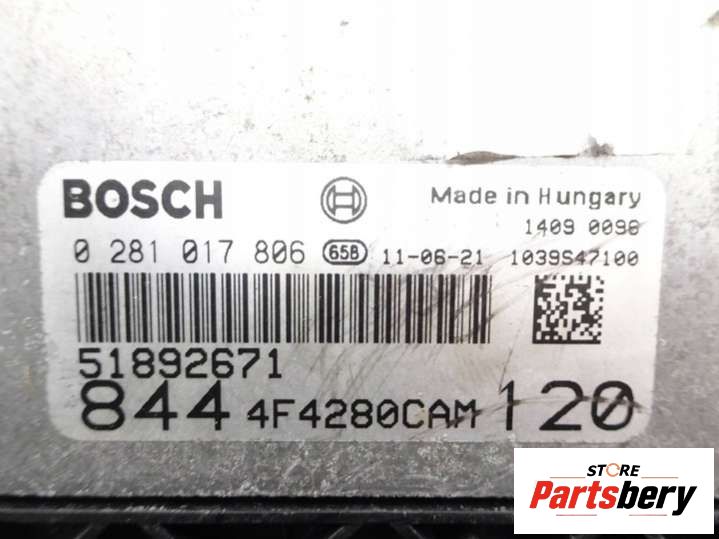 BOSCH
Made in Hungary
1409 0098
0 281 017 806 65B 11-06-21 1039S47100
51892671
844 4F4280CAM 120
STORE
Partsbery